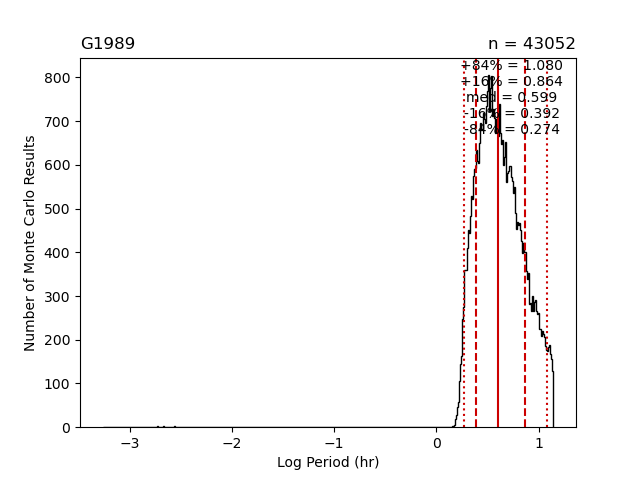 G1989
n = 43052
+84% = 1.080
+16% = 0.864
med = 0.599
-16% = 0.392
-84% = 0.274
Number of Monte Carlo Results
800
700
600
500
400
300
200
100
0
−3
−2
−1
0
1
Log Period (hr)